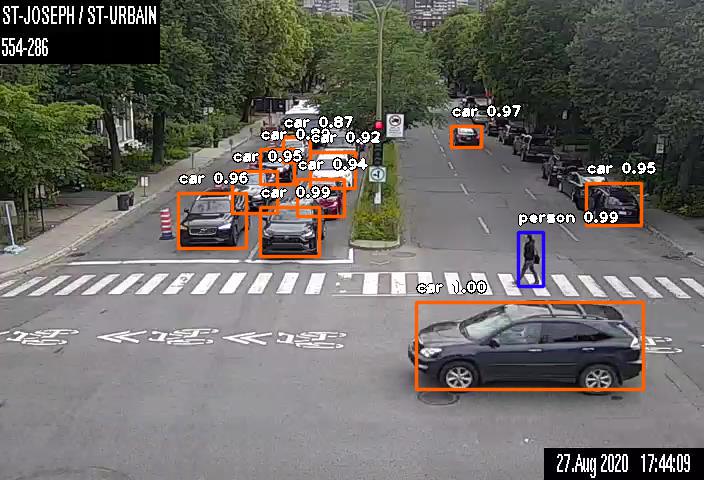 ST-JOSEPH / ST-URBAIN
554-286
car 0.97
car 0.87
car 0.92
car 0.95
car 0.94
car 0.95
car 0.96
car 0.99
person 0.99
car 1.00
27.Aug 2020 17:44:09